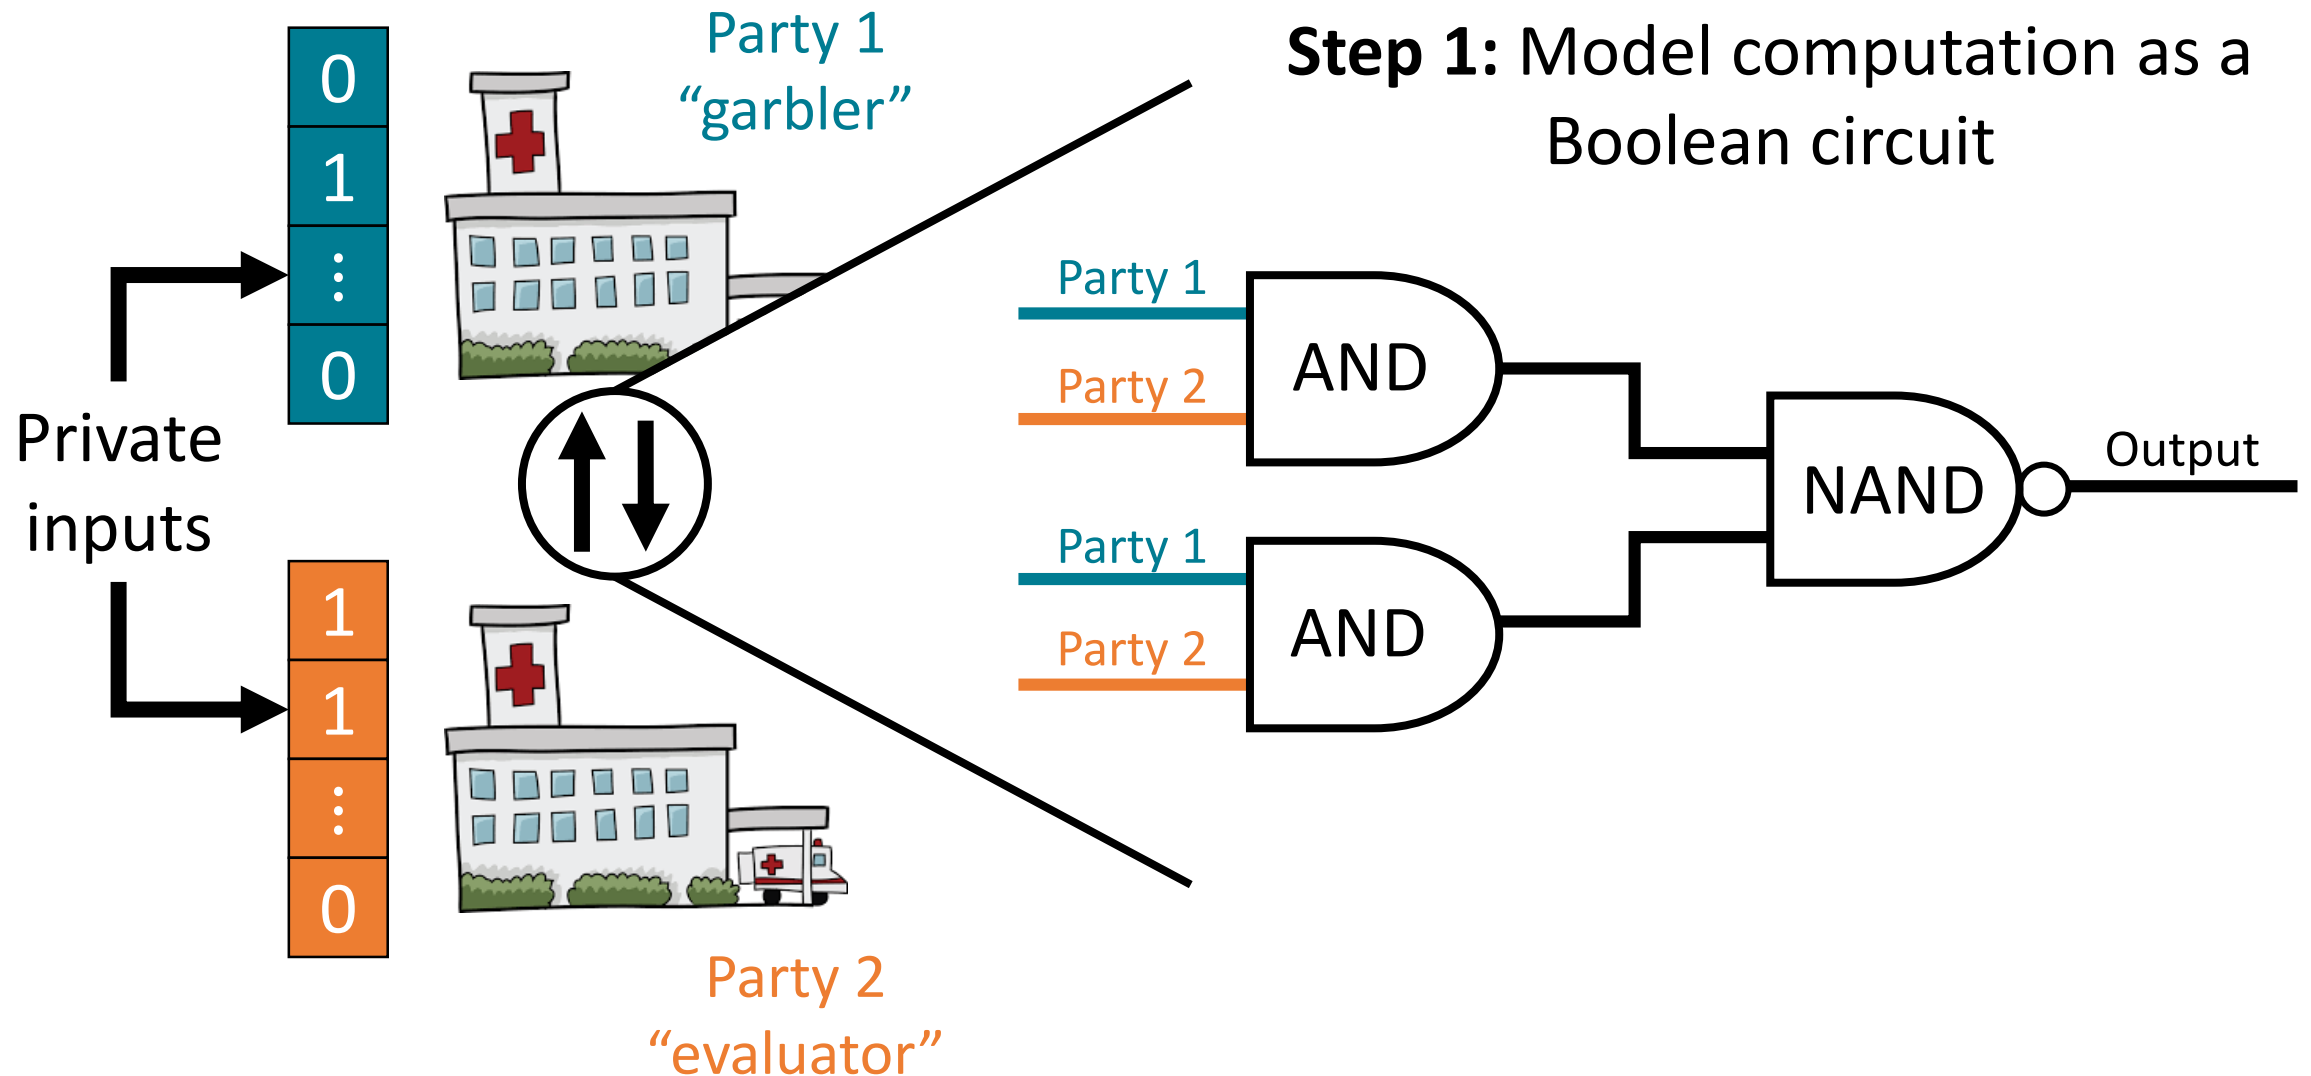 Party 1
“garbler”
Step 1: Model computation as a
Boolean circuit
0
1
⋮
0
Private
inputs
1
1
⋮
0
Party 1
Party 2
AND
Party 1
Party 2
AND
NAND
Output
Party 2
“evaluator”